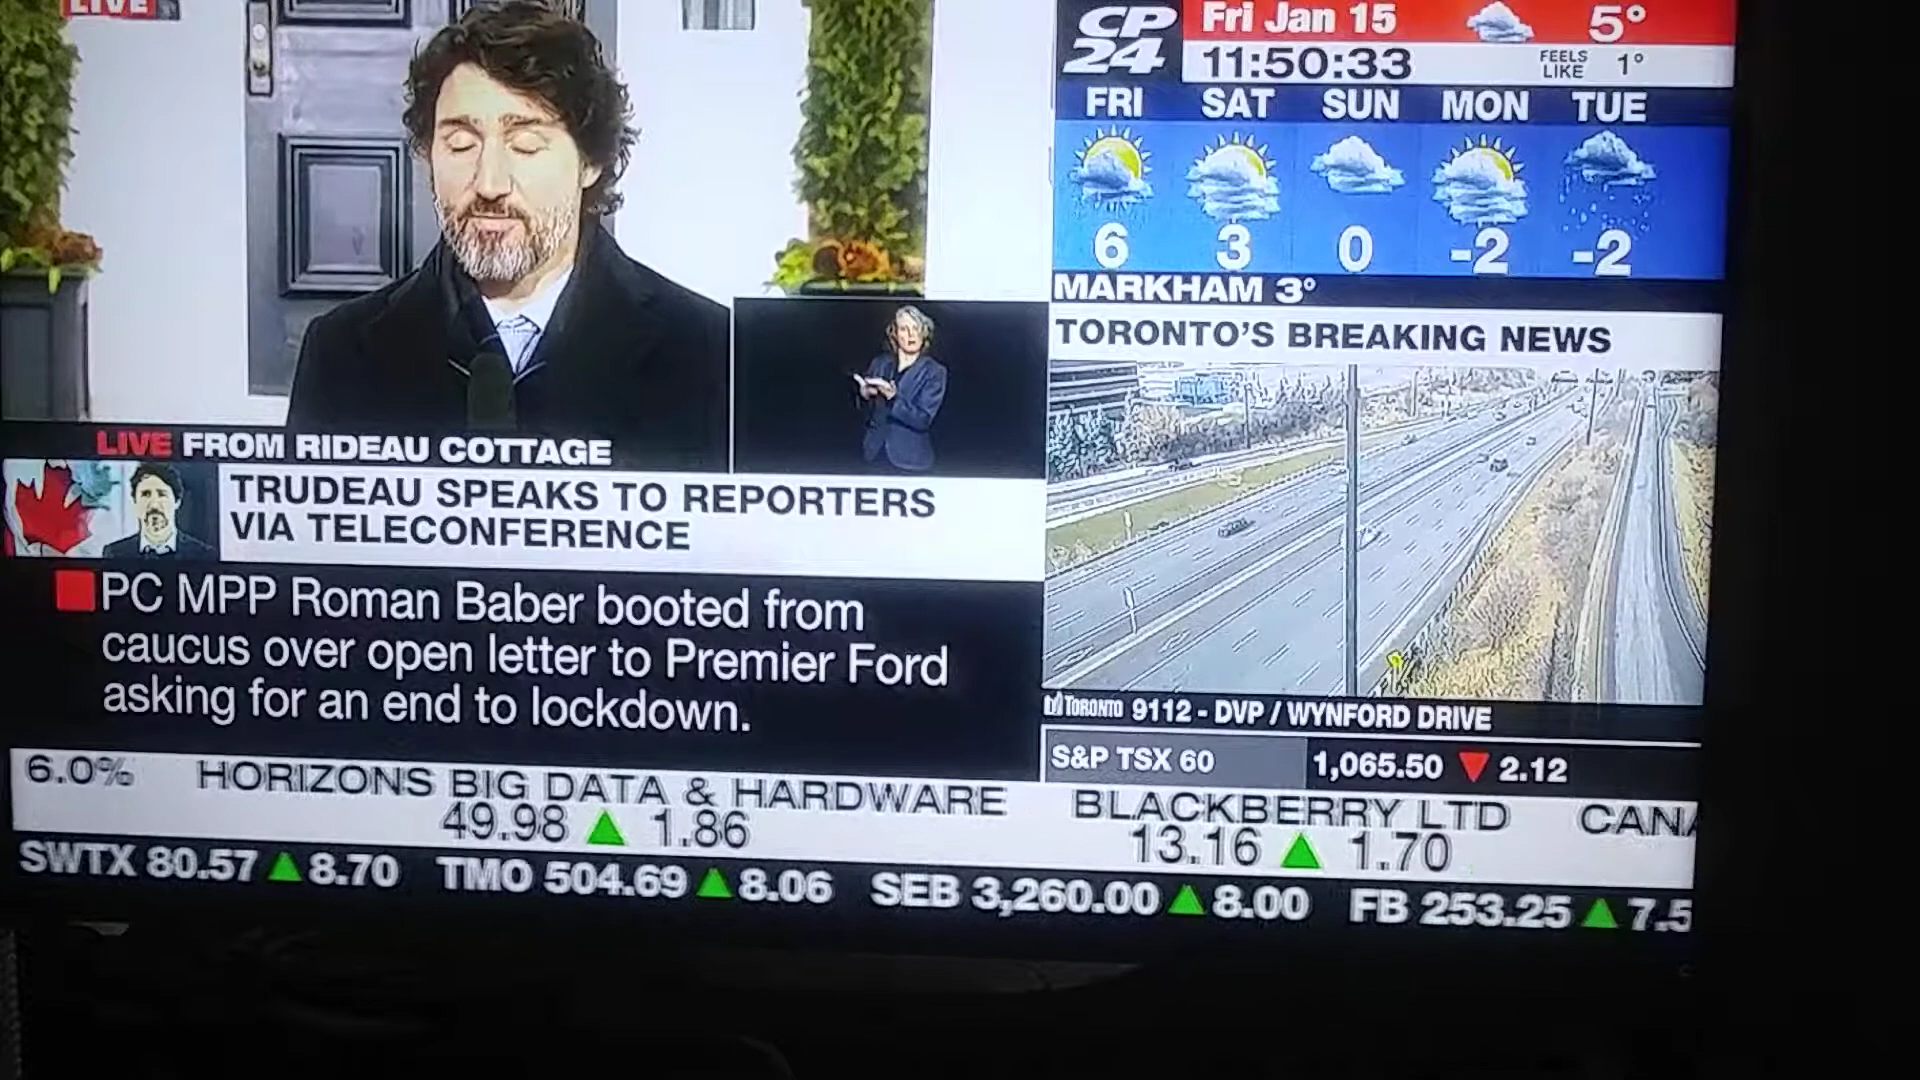 LIVE
CP
24
Fri Jan 15
5°
11:50:33
FEELS
LIKE
1°
FRI SAT SUN MON TUE
6 3 0 -2 -2
MARKHAM 3°
TORONTO'S BREAKING NEWS
LIVE FROM RIDEAU COTTAGE
TRUDEAU SPEAKS TO REPORTERS
VIA TELECONFERENCE
PC MPP Roman Baber booted from
caucus over open letter to Premier Ford
asking for an end to lockdown.
TORONTO 9112 - DVP / WYNFORD DRIVE
S&P TSX 60 1,065.50 ▼ 2.12
6.0% HORIZONS BIG DATA & HARDWARE BLACKBERRY LTD CANA
49.98 ▲ 1.86 13.16 ▲ 1.70
SWTX 80.57 ▲ 8.70 TMO 504.69 ▲ 8.06 SEB 3,260.00 ▲ 8.00 FB 253.25 ▲ 7.5